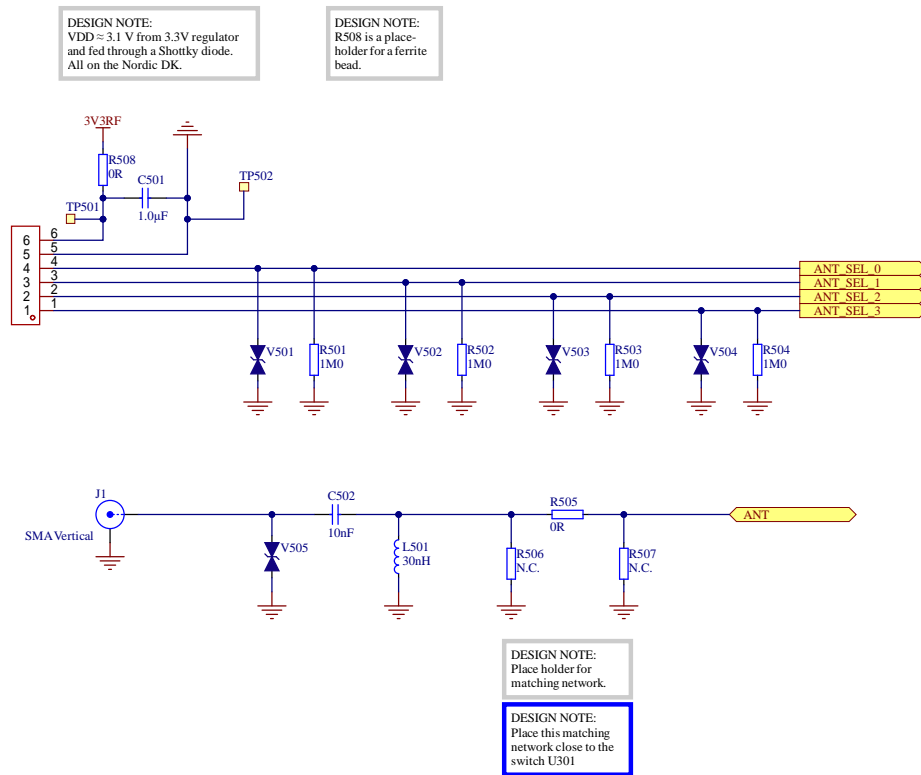 DESIGN NOTE:
VDD ≈ 3.1 V from 3.3V regulator
and fed through a Shottky diode.
All on the Nordic DK.
DESIGN NOTE:
R508 is a place-
holder for a ferrite
bead.
3V3RF
R508
0R
C501
1.0µF
TP501
TP502
6 6
5 5
4 4
3 3
2 2
1 1
ANT_SEL_0
ANT_SEL_1
ANT_SEL_2
ANT_SEL_3
V501
R501
1M0
V502
R502
1M0
V503
R503
1M0
V504
R504
1M0
J1
SMA Vertical
V505
C502
10nF
L501
30nH
R506
N.C.
R505
0R
R507
N.C.
ANT
DESIGN NOTE:
Place holder for
matching network.
DESIGN NOTE:
Place this matching
network close to the
switch U301